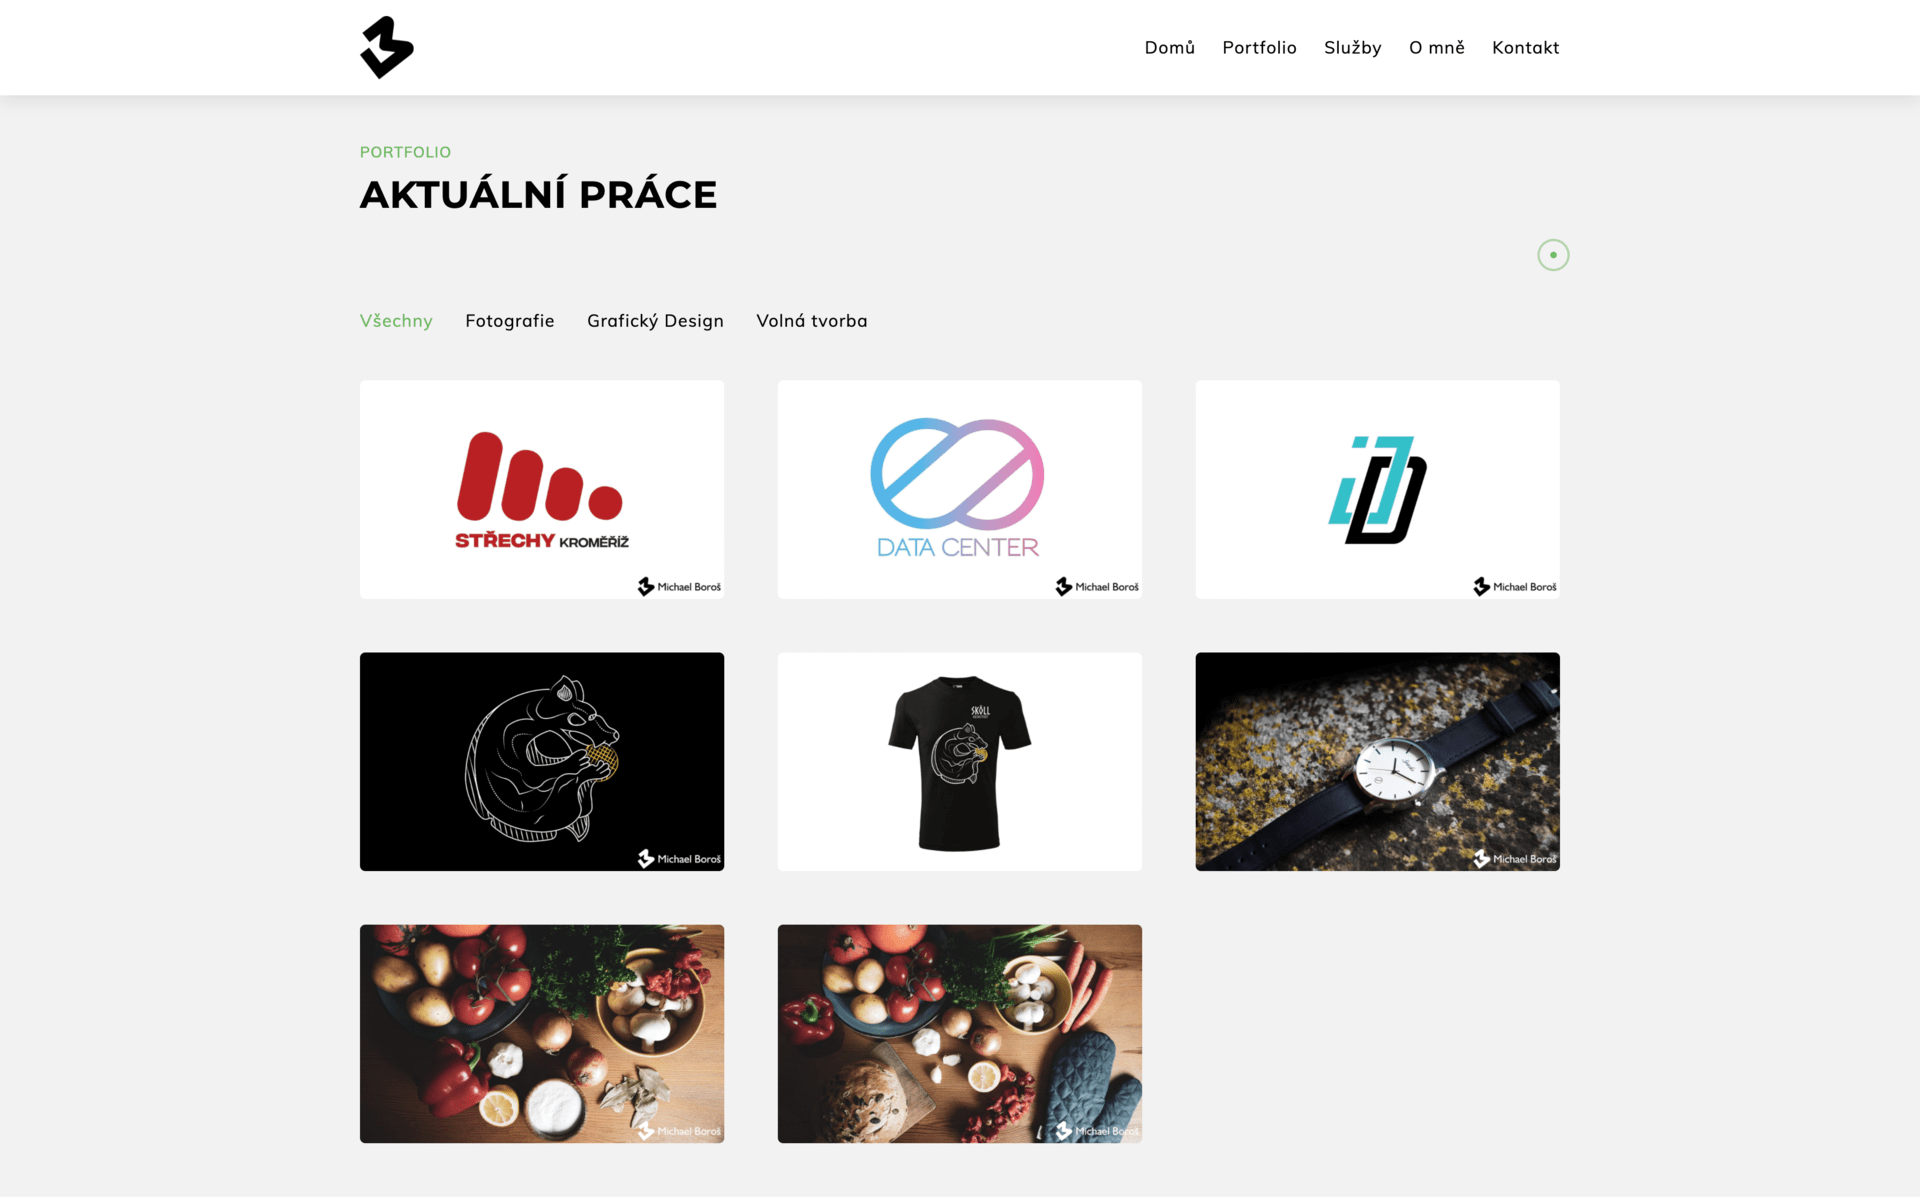 Domů Portfolio Služby O mně Kontakt
PORTFOLIO
AKTUÁLNÍ PRÁCE
Všechny Fotografie Grafický Design Volná tvorba
STŘECHY KROMĚŘÍŽ
Michael Boroš
DATA CENTER
Michael Boroš
JD
Michael Boroš
Michael Boroš
SKÖLL
Michael Boroš
Michael Boroš
Michael Boroš